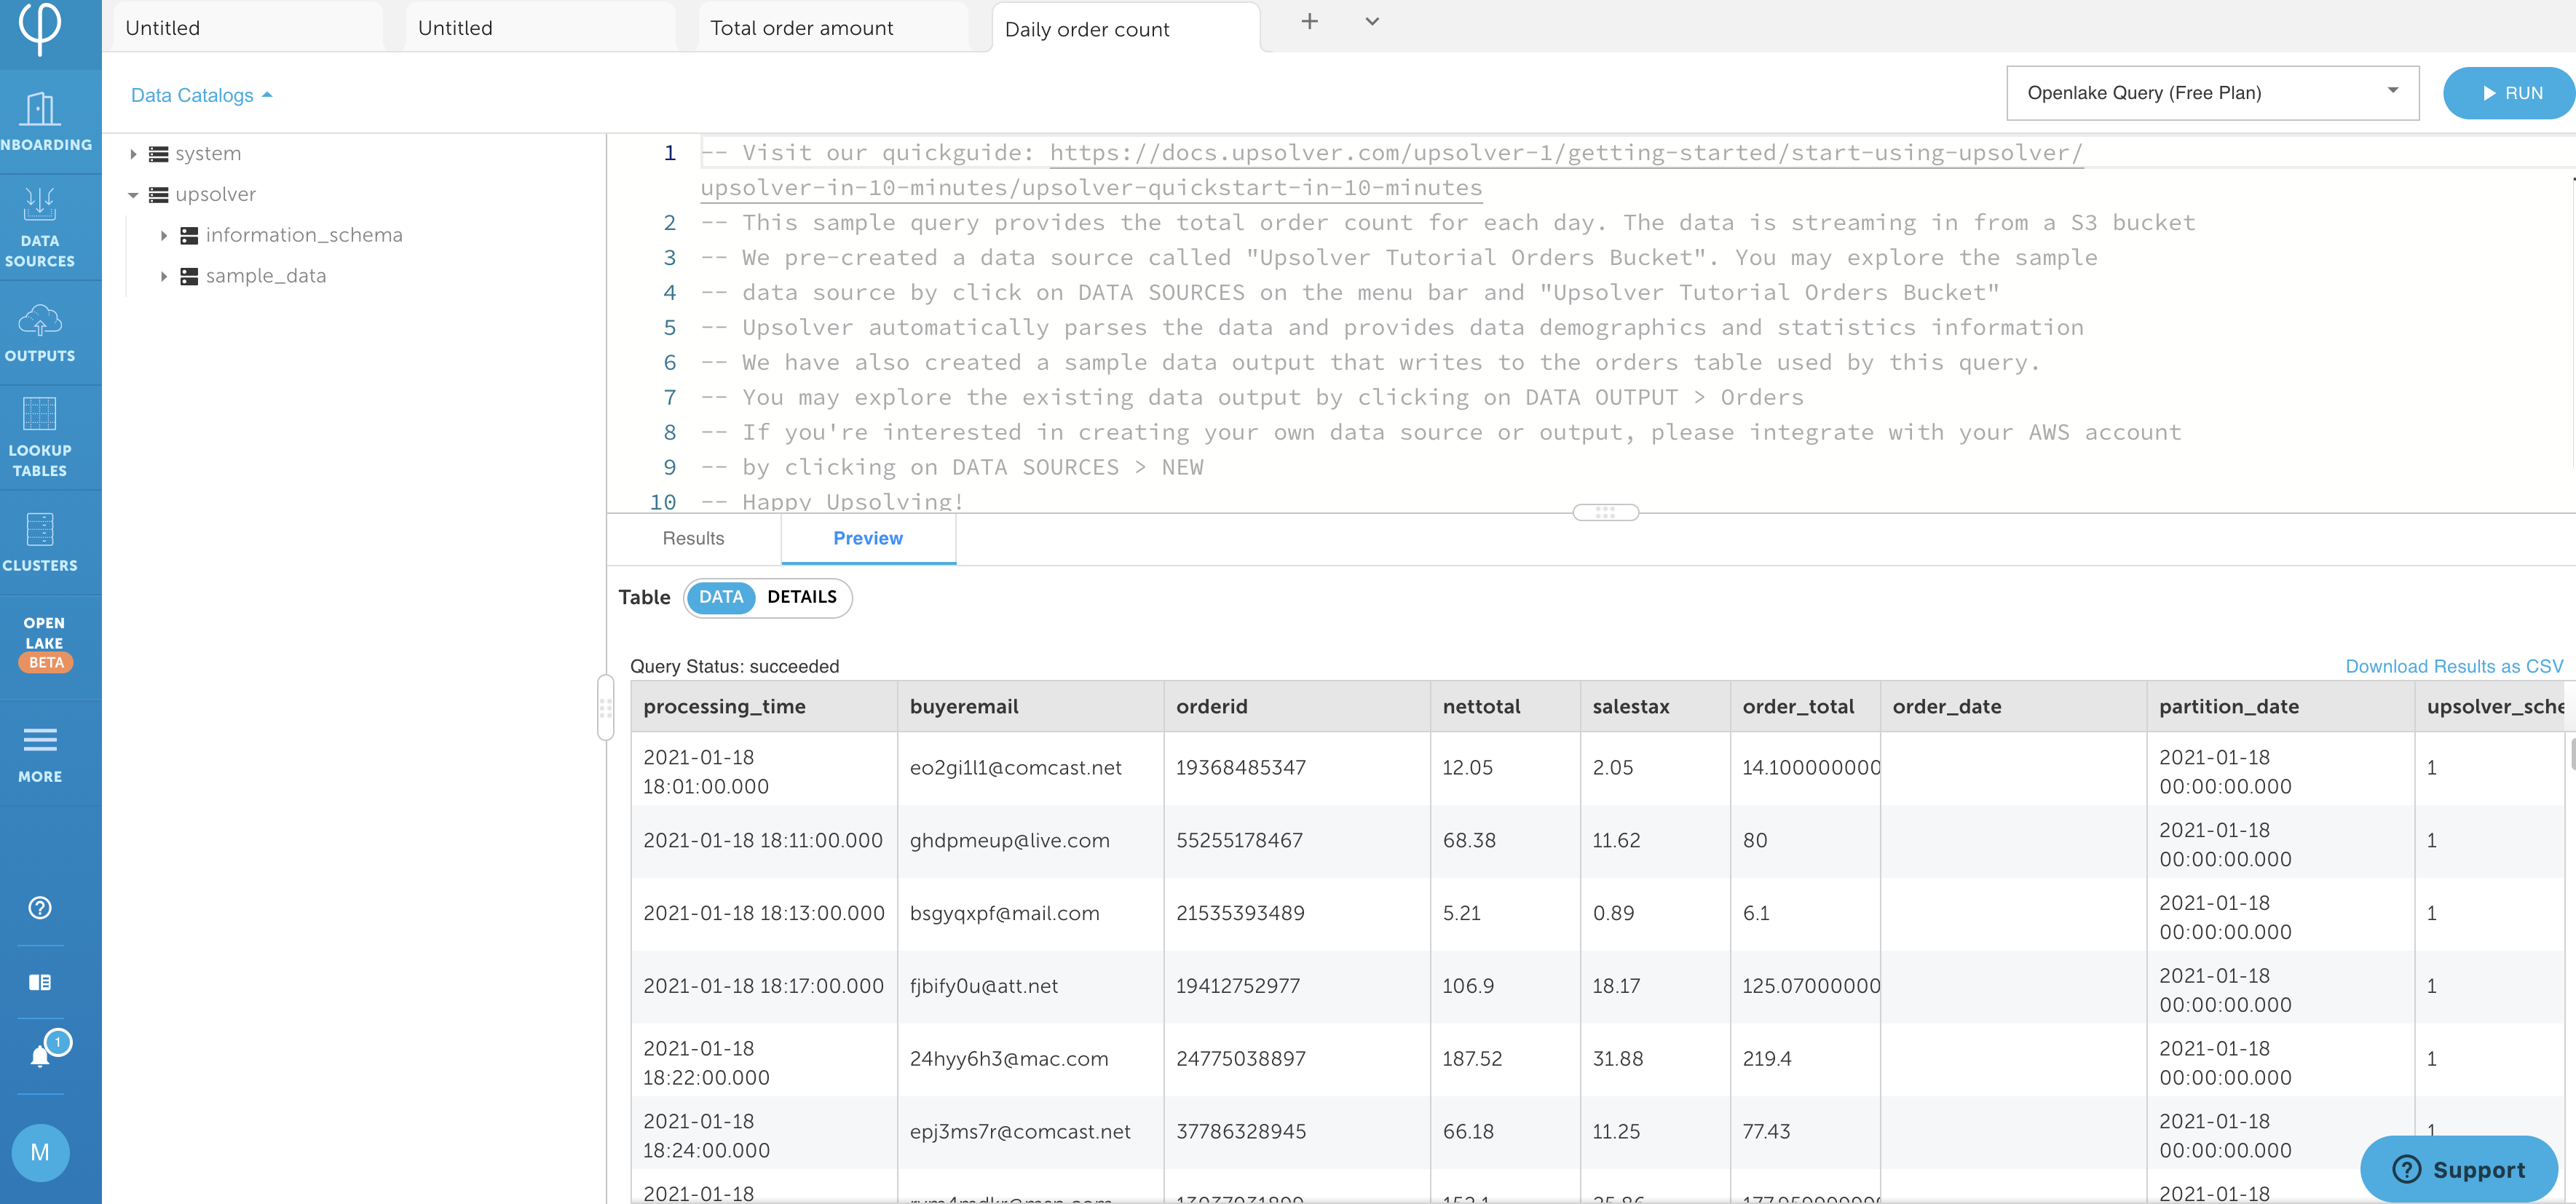 Untitled
Untitled
Total order amount
Daily order count
NBOARDING
DATA
SOURCES
OUTPUTS
LOOKUP
TABLES
CLUSTERS
OPEN
LAKE
BETA
MORE
1
M
Data Catalogs
Openlake Query (Free Plan)
RUN
system
upsolver
information_schema
sample_data
1 -- Visit our quickguide: https://docs.upsolver.com/upsolver-1/getting-started/start-using-upsolver/
upsolver-in-10-minutes/upsolver-quickstart-in-10-minutes
2 -- This sample query provides the total order count for each day. The data is streaming in from a S3 bucket
3 -- We pre-created a data source called "Upsolver Tutorial Orders Bucket". You may explore the sample
4 -- data source by click on DATA SOURCES on the menu bar and "Upsolver Tutorial Orders Bucket"
5 -- Upsolver automatically parses the data and provides data demographics and statistics information
6 -- We have also created a sample data output that writes to the orders table used by this query.
7 -- You may explore the existing data output by clicking on DATA OUTPUT > Orders
8 -- If you're interested in creating your own data source or output, please integrate with your AWS account
9 -- by clicking on DATA SOURCES > NEW
10 -- Happy Upsolving!
Results Preview
Table DATA DETAILS
Query Status: succeeded
Download Results as CSV
processing_time buyeremail orderid nettotal salestax order_total order_date partition_date upsolver_sche
2021-01-18 18:01:00.000 eo2gi1l1@comcast.net 19368485347 12.05 2.05 14.100000000 2021-01-18 00:00:00.000 1
2021-01-18 18:11:00.000 ghdpmeup@live.com 55255178467 68.38 11.62 80 2021-01-18 00:00:00.000 1
2021-01-18 18:13:00.000 bsgyqxpf@mail.com 21535393489 5.21 0.89 6.1 2021-01-18 00:00:00.000 1
2021-01-18 18:17:00.000 fjbify0u@att.net 19412752977 106.9 18.17 125.07000000 2021-01-18 00:00:00.000 1
2021-01-18 18:22:00.000 24hyy6h3@mac.com 24775038897 187.52 31.88 219.4 2021-01-18 00:00:00.000 1
2021-01-18 18:24:00.000 epj3ms7r@comcast.net 37786328945 66.18 11.25 77.43 2021-01-18 00:00:00.000 1
2021-01-18 2021-01-18
Support